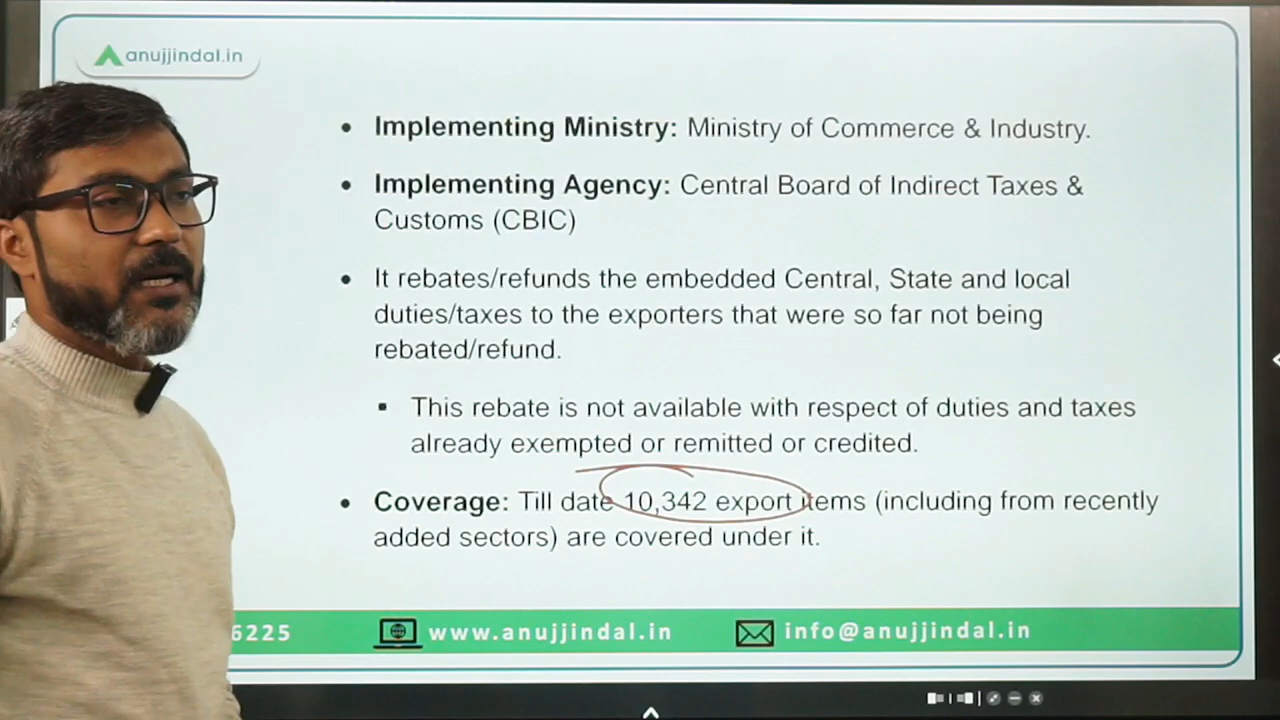 anujjindal.in
• Implementing Ministry: Ministry of Commerce & Industry.
• Implementing Agency: Central Board of Indirect Taxes &
Customs (CBIC)
• It rebates/refunds the embedded Central, State and local
duties/taxes to the exporters that were so far not being
rebated/refund.
▪ This rebate is not available with respect of duties and taxes
already exempted or remitted or credited.
• Coverage: Till date 10,342 export items (including from recently
added sectors) are covered under it.
6225 www.anujjindal.in info@anujjindal.in